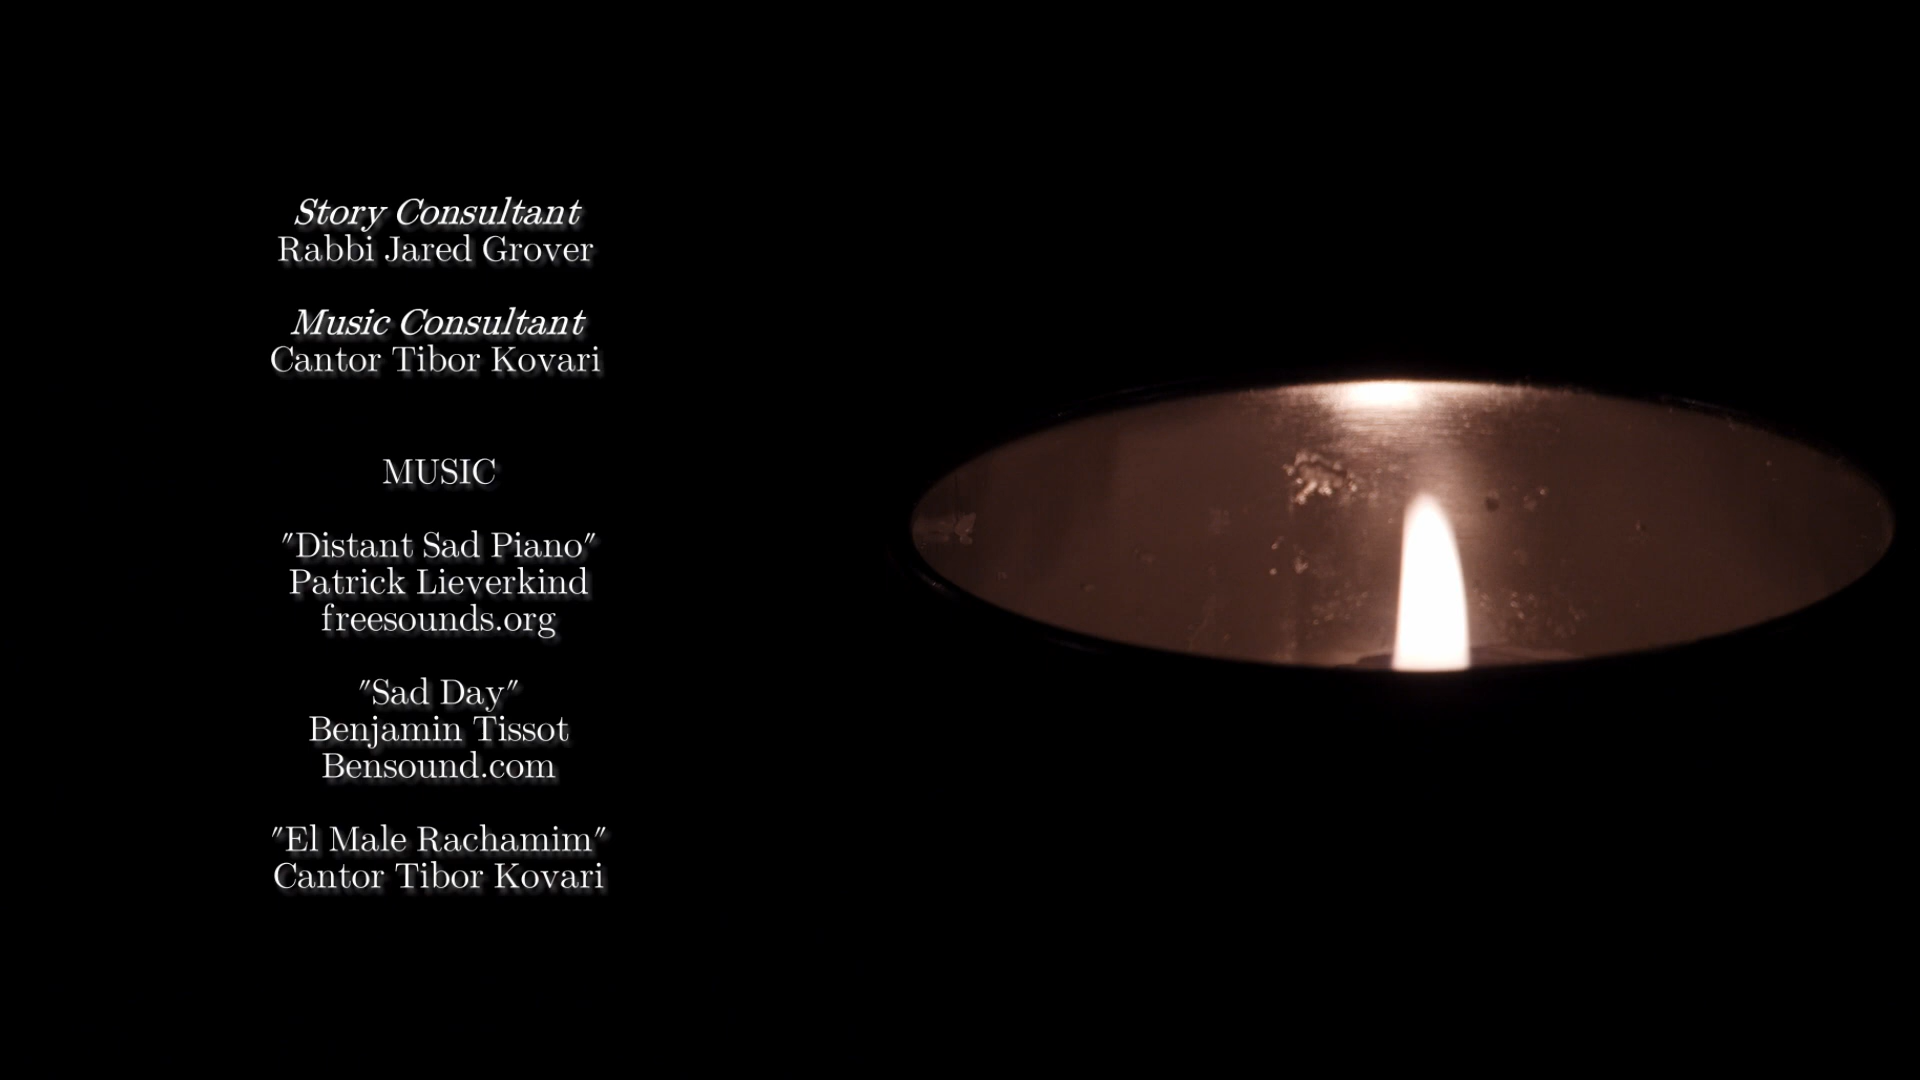 Story Consultant
Rabbi Jared Grover
Music Consultant
Cantor Tibor Kovari
MUSIC
"Distant Sad Piano"
Patrick Lieverkind
freesounds.org
"Sad Day"
Benjamin Tissot
Bensound.com
"El Male Rachamim"
Cantor Tibor Kovari